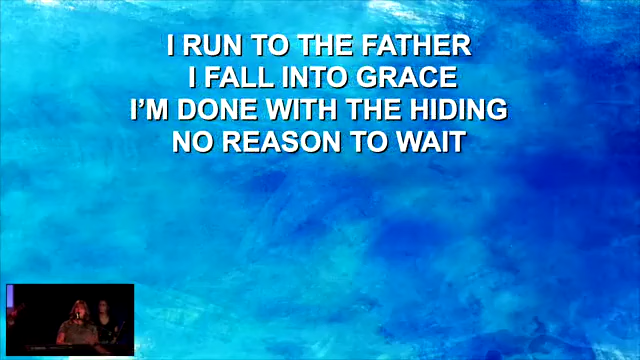 I RUN TO THE FATHER
I FALL INTO GRACE
I'M DONE WITH THE HIDING
NO REASON TO WAIT